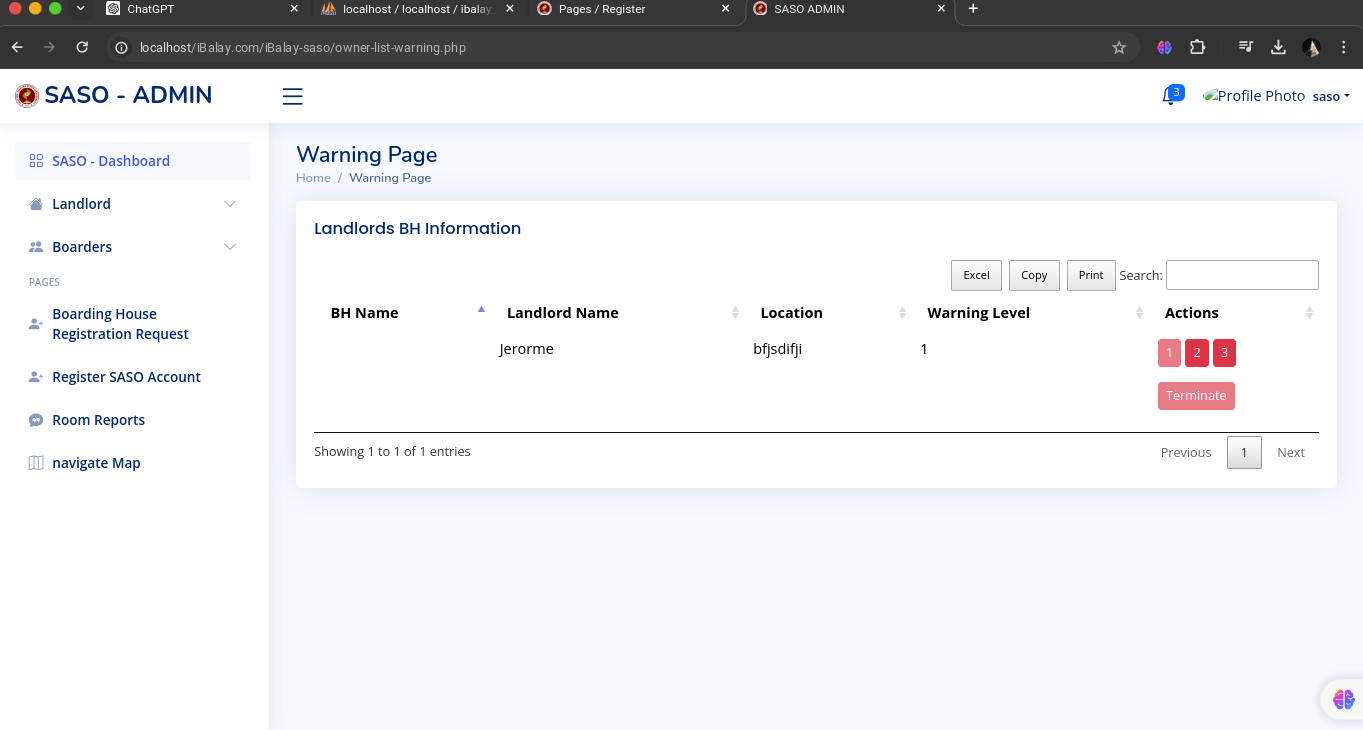 ChatGPT
localhost / localhost / ibalay
Pages / Register
SASO ADMIN
localhost/iBalay.com/iBalay-saso/owner-list-warning.php
SASO - ADMIN
3
Profile Photo
saso
SASO - Dashboard
Landlord
Boarders
PAGES
Boarding House
Registration Request
Register SASO Account
Room Reports
navigate Map
Warning Page
Home / Warning Page
Landlords BH Information
Excel Copy Print Search:
BH Name Landlord Name Location Warning Level Actions
Jerorme bfjsdifji 1 1 2 3
Terminate
Showing 1 to 1 of 1 entries
Previous 1 Next